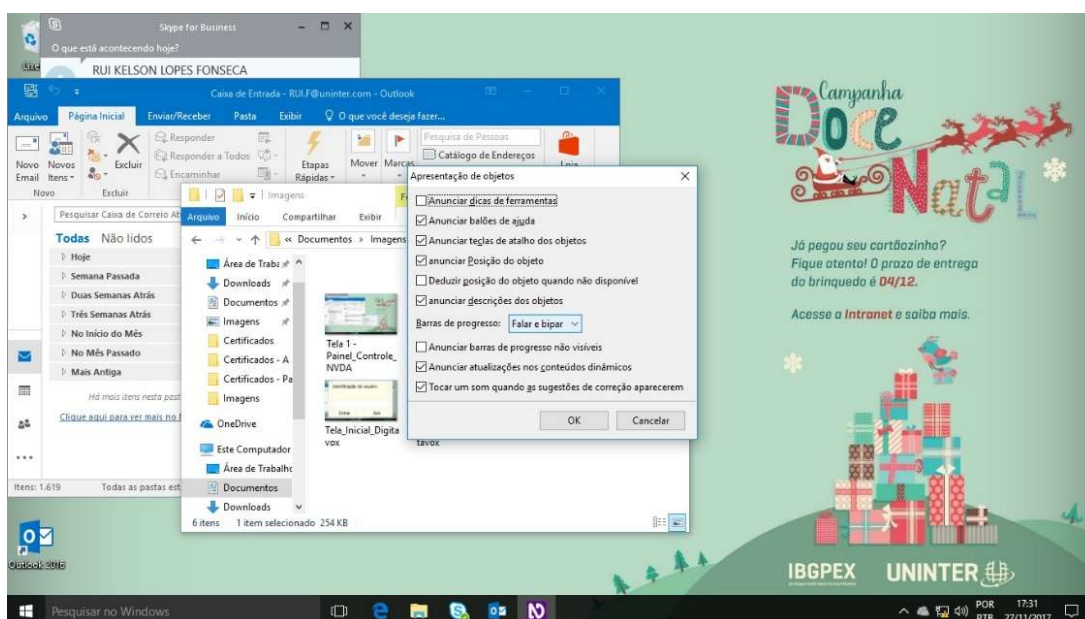 Skype for Business
O que está acontecendo hoje?
RUI KELSON LOPES FONSECA
Caixa de Entrada - RUI.F@uninter.com - Outlook
Arquivo Página Inicial Enviar/Receber Pasta Exibir O que você deseja fazer...
Novo Email
Novos Itens
Excluir
Responder
Responder a Todos
Encaminhar
Etapas Rápidas
Mover
Marcas
Pesquisa de Pessoas
Catálogo de Endereços
Loja
Novo
Excluir
Pesquisar Caixa de Correio At
Todas Não lidos
Hoje
Semana Passada
Duas Semanas Atrás
Três Semanas Atrás
No Início do Mês
No Mês Passado
Mais Antiga
Há mais itens nesta past
Clique aqui para ver mais no
Itens: 1.619 Todas as pastas est
Imagens
Arquivo Início Compartilhar Exibir
« Documentos > Imagens
Área de Traba
Downloads
Documentos
Imagens
Certificados
Certificados - A
Certificados - Pa
Imagens
OneDrive
Este Computador
Área de Trabalho
Documentos
Downloads
Tela 1 -
Painel_Controle_
NVDA
Tela_Inicial_Digita
vox
tavox
6 itens 1 item selecionado 254 KB
Apresentação de objetos
Anunciar dicas de ferramentas
Anunciar balões de ajuda
Anunciar teclas de atalho dos objetos
anunciar Posição do objeto
Deduzir posição do objeto quando não disponível
anunciar descrições dos objetos
Barras de progresso: Falar e bipar
Anunciar barras de progresso não visíveis
Anunciar atualizações nos conteúdos dinâmicos
Tocar um som quando as sugestões de correção aparecerem
OK Cancelar
Campanha
Doce
Natal
Já pegou seu cartãozinho?
Fique atento! O prazo de entrega
do brinquedo é 04/12.
Acesse a Intranet e saiba mais.
IBGPEX UNINTER
Outlook 2016
Pesquisar no Windows
POR 17:31
PTB 27/11/2017